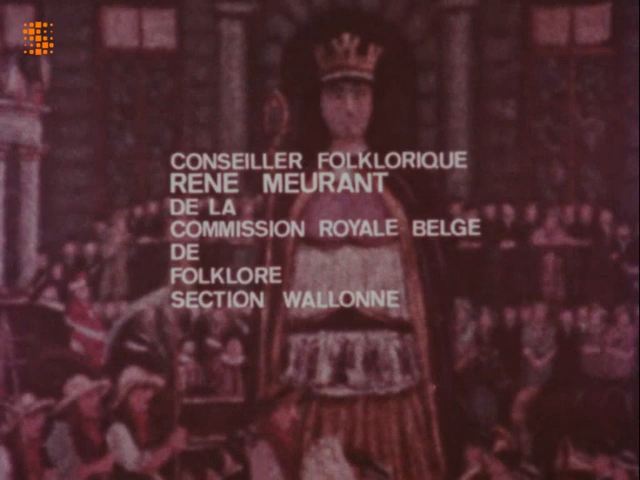 CONSEILLER FOLKLORIQUE
RENE MEURANT
DE LA
COMMISSION ROYALE BELGE
DE
FOLKLORE
SECTION WALLONNE